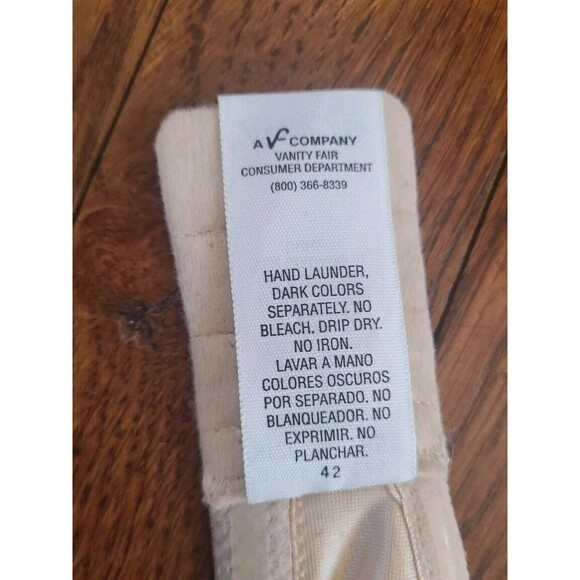 A VF COMPANY
VANITY FAIR
CONSUMER DEPARTMENT
(800) 366-8339
HAND LAUNDER,
DARK COLORS
SEPARATELY. NO
BLEACH. DRIP DRY.
NO IRON.
LAVAR A MANO
COLORES OSCUROS
POR SEPARADO. NO
BLANQUEADOR. NO
EXPRIMIR. NO
PLANCHAR.
42